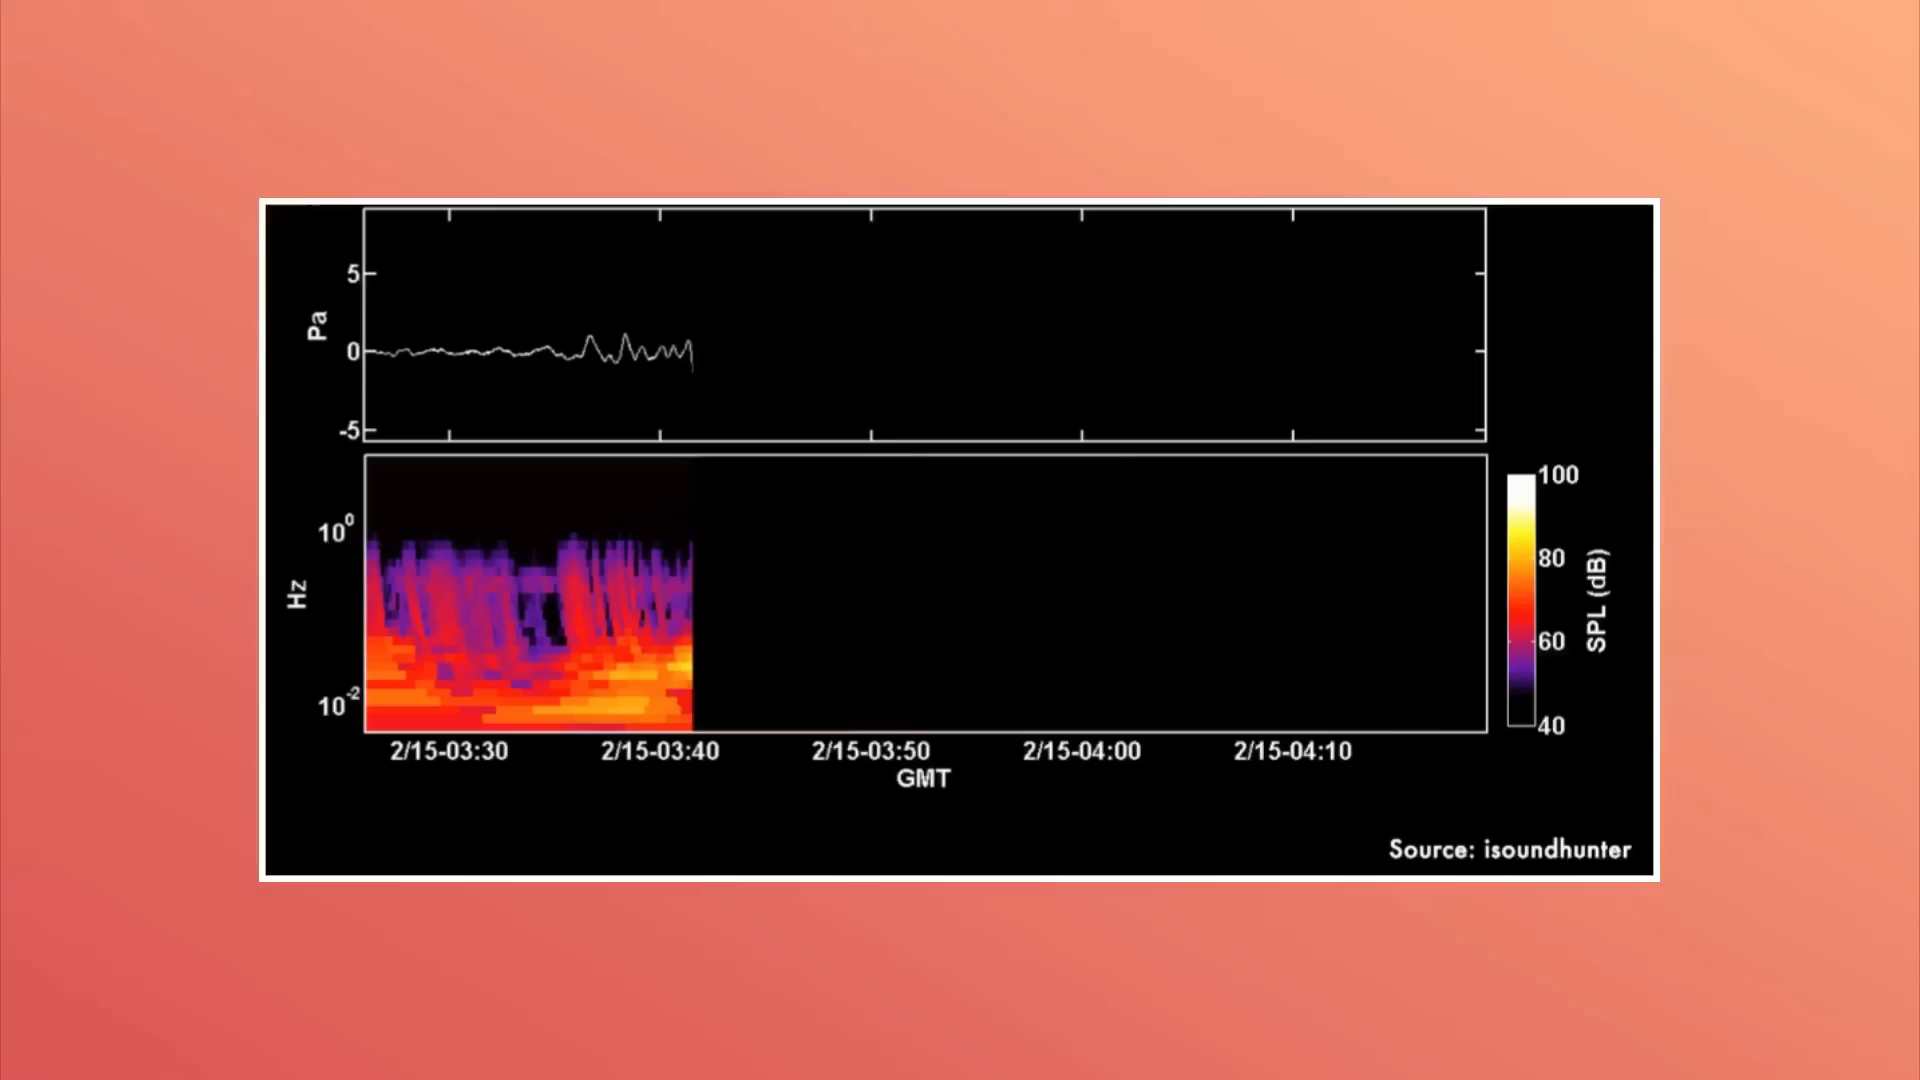 5
Pa
0
-5
10⁰
Hz
10⁻²
100
80
60
40
SPL (dB)
2/15-03:30
2/15-03:40
2/15-03:50
2/15-04:00
2/15-04:10
GMT
Source: isoundhunter